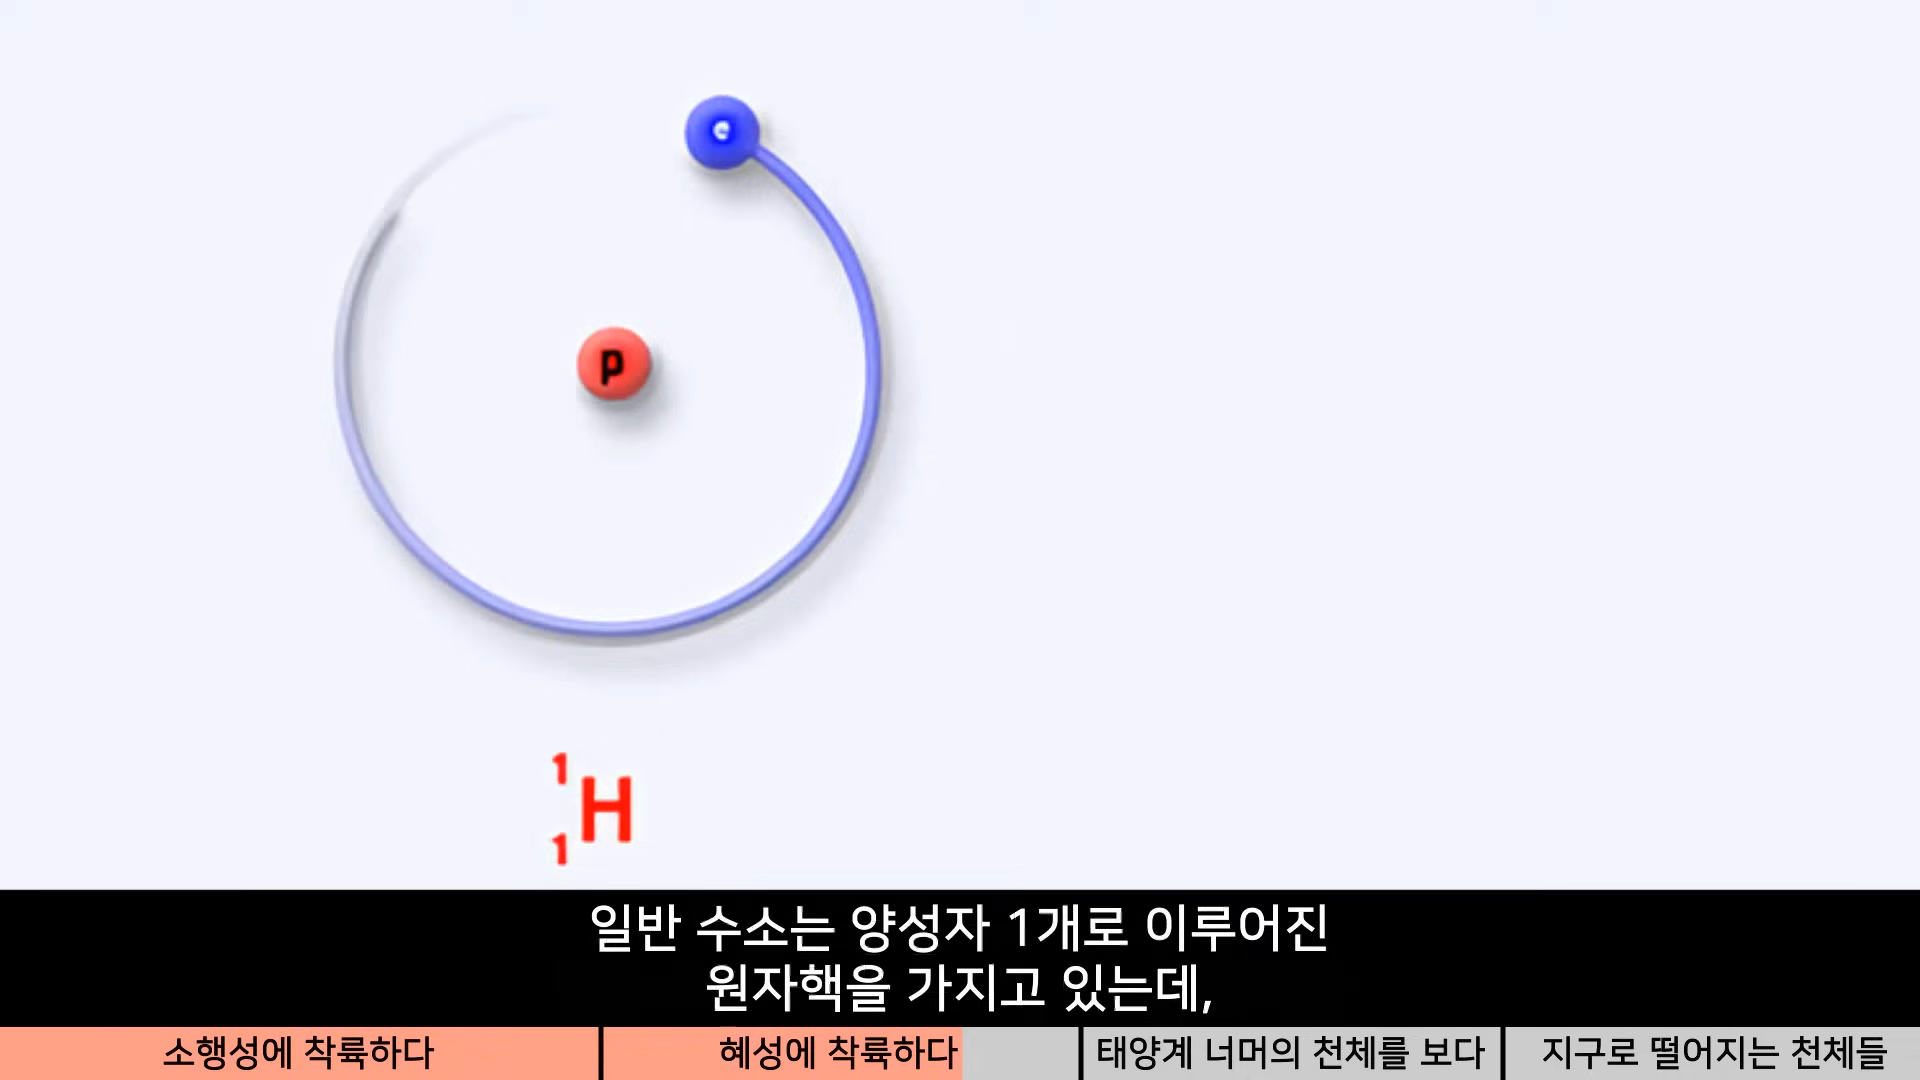 e
p
1
H
1
일반 수소는 양성자 1개로 이루어진
원자핵을 가지고 있는데,
소행성에 착륙하다
혜성에 착륙하다
태양계 너머의 천체를 보다
지구로 떨어지는 천체들